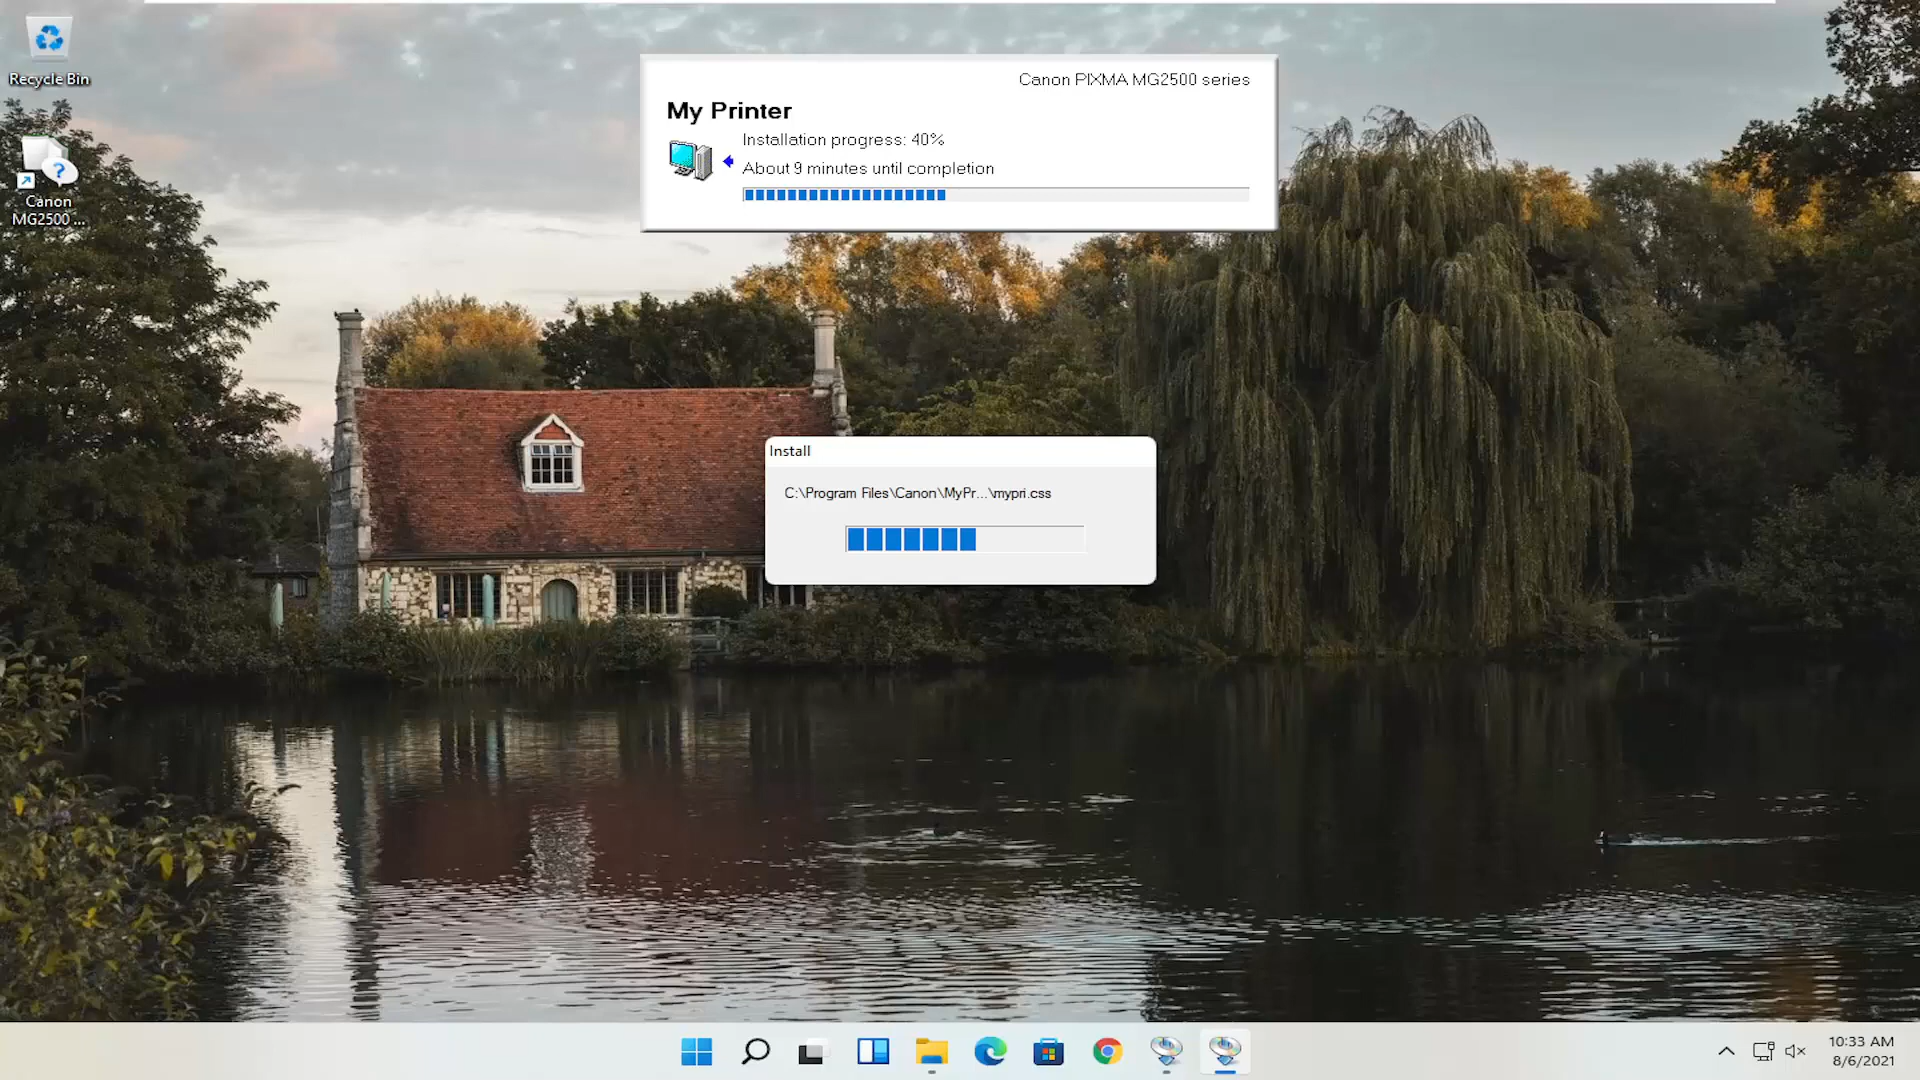 Recycle Bin
Canon
MG2500 ...
Canon PIXMA MG2500 series
My Printer
Installation progress: 40%
About 9 minutes until completion
Install
C:\Program Files\Canon\MyPr...\mypri.css
10:33 AM
8/6/2021